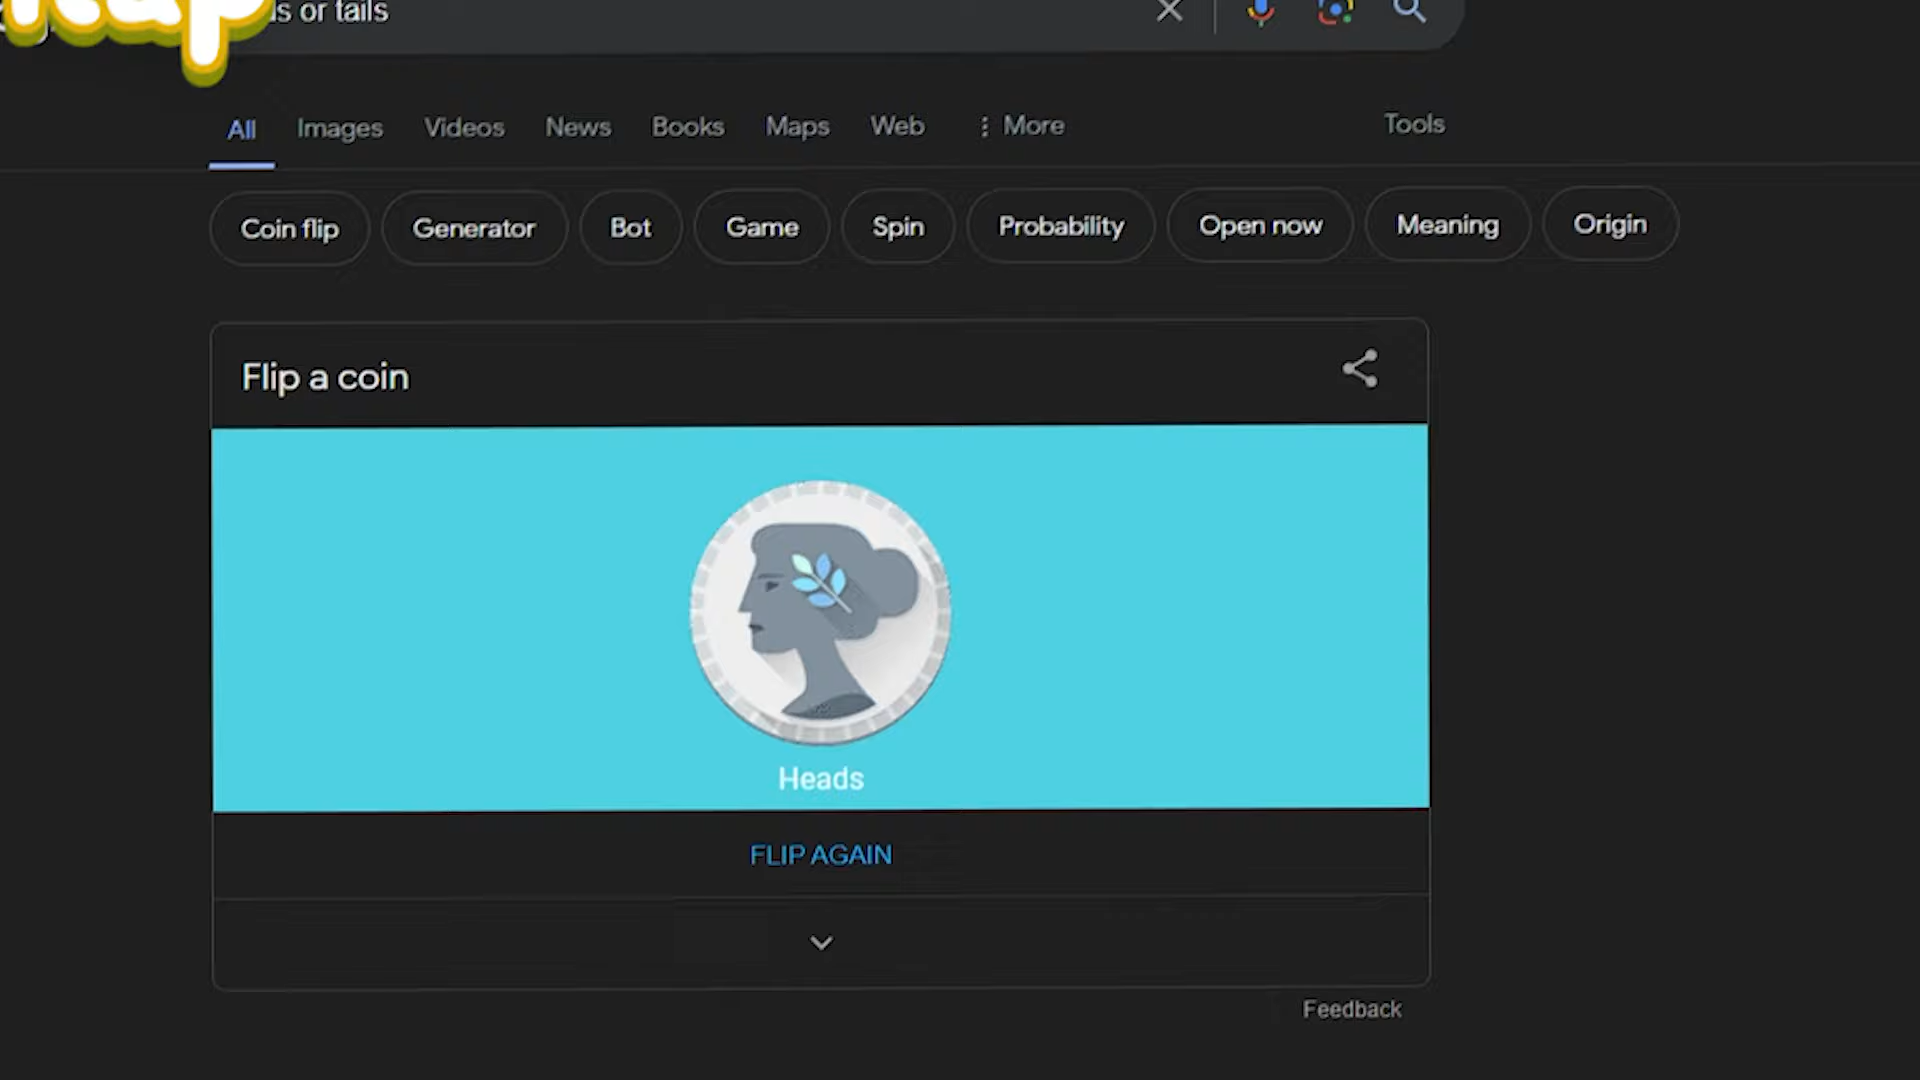 s or tails
All Images Videos News Books Maps Web More Tools
Coin flip Generator Bot Game Spin Probability Open now Meaning Origin
Flip a coin
Heads
FLIP AGAIN
Feedback